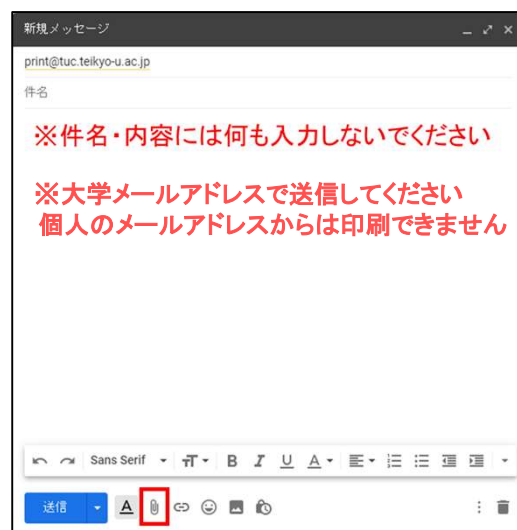 新規メッセージ
print@tuc.teikyo-u.ac.jp
件名
※件名・内容には何も入力しないでください
※大学メールアドレスで送信してください
個人のメールアドレスからは印刷できません
Sans Serif
送信